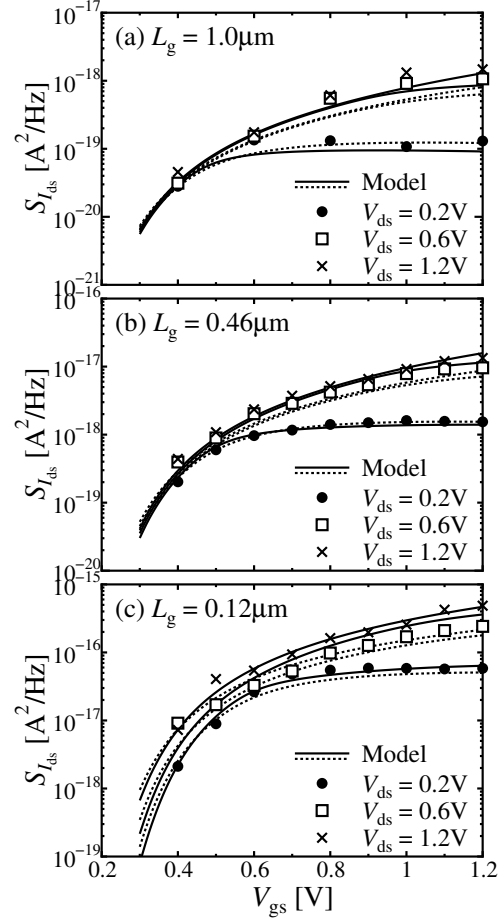 10^-17
(a) L_g = 1.0μm
10^-18
10^-19
10^-20
10^-21
S_I_ds [A^2/Hz]
Model
V_ds = 0.2V
V_ds = 0.6V
V_ds = 1.2V
10^-16
(b) L_g = 0.46μm
10^-17
10^-18
10^-19
10^-20
S_I_ds [A^2/Hz]
Model
V_ds = 0.2V
V_ds = 0.6V
V_ds = 1.2V
10^-15
(c) L_g = 0.12μm
10^-16
10^-17
10^-18
10^-19
S_I_ds [A^2/Hz]
Model
V_ds = 0.2V
V_ds = 0.6V
V_ds = 1.2V
0.2 0.4 0.6 0.8 1 1.2
V_gs [V]